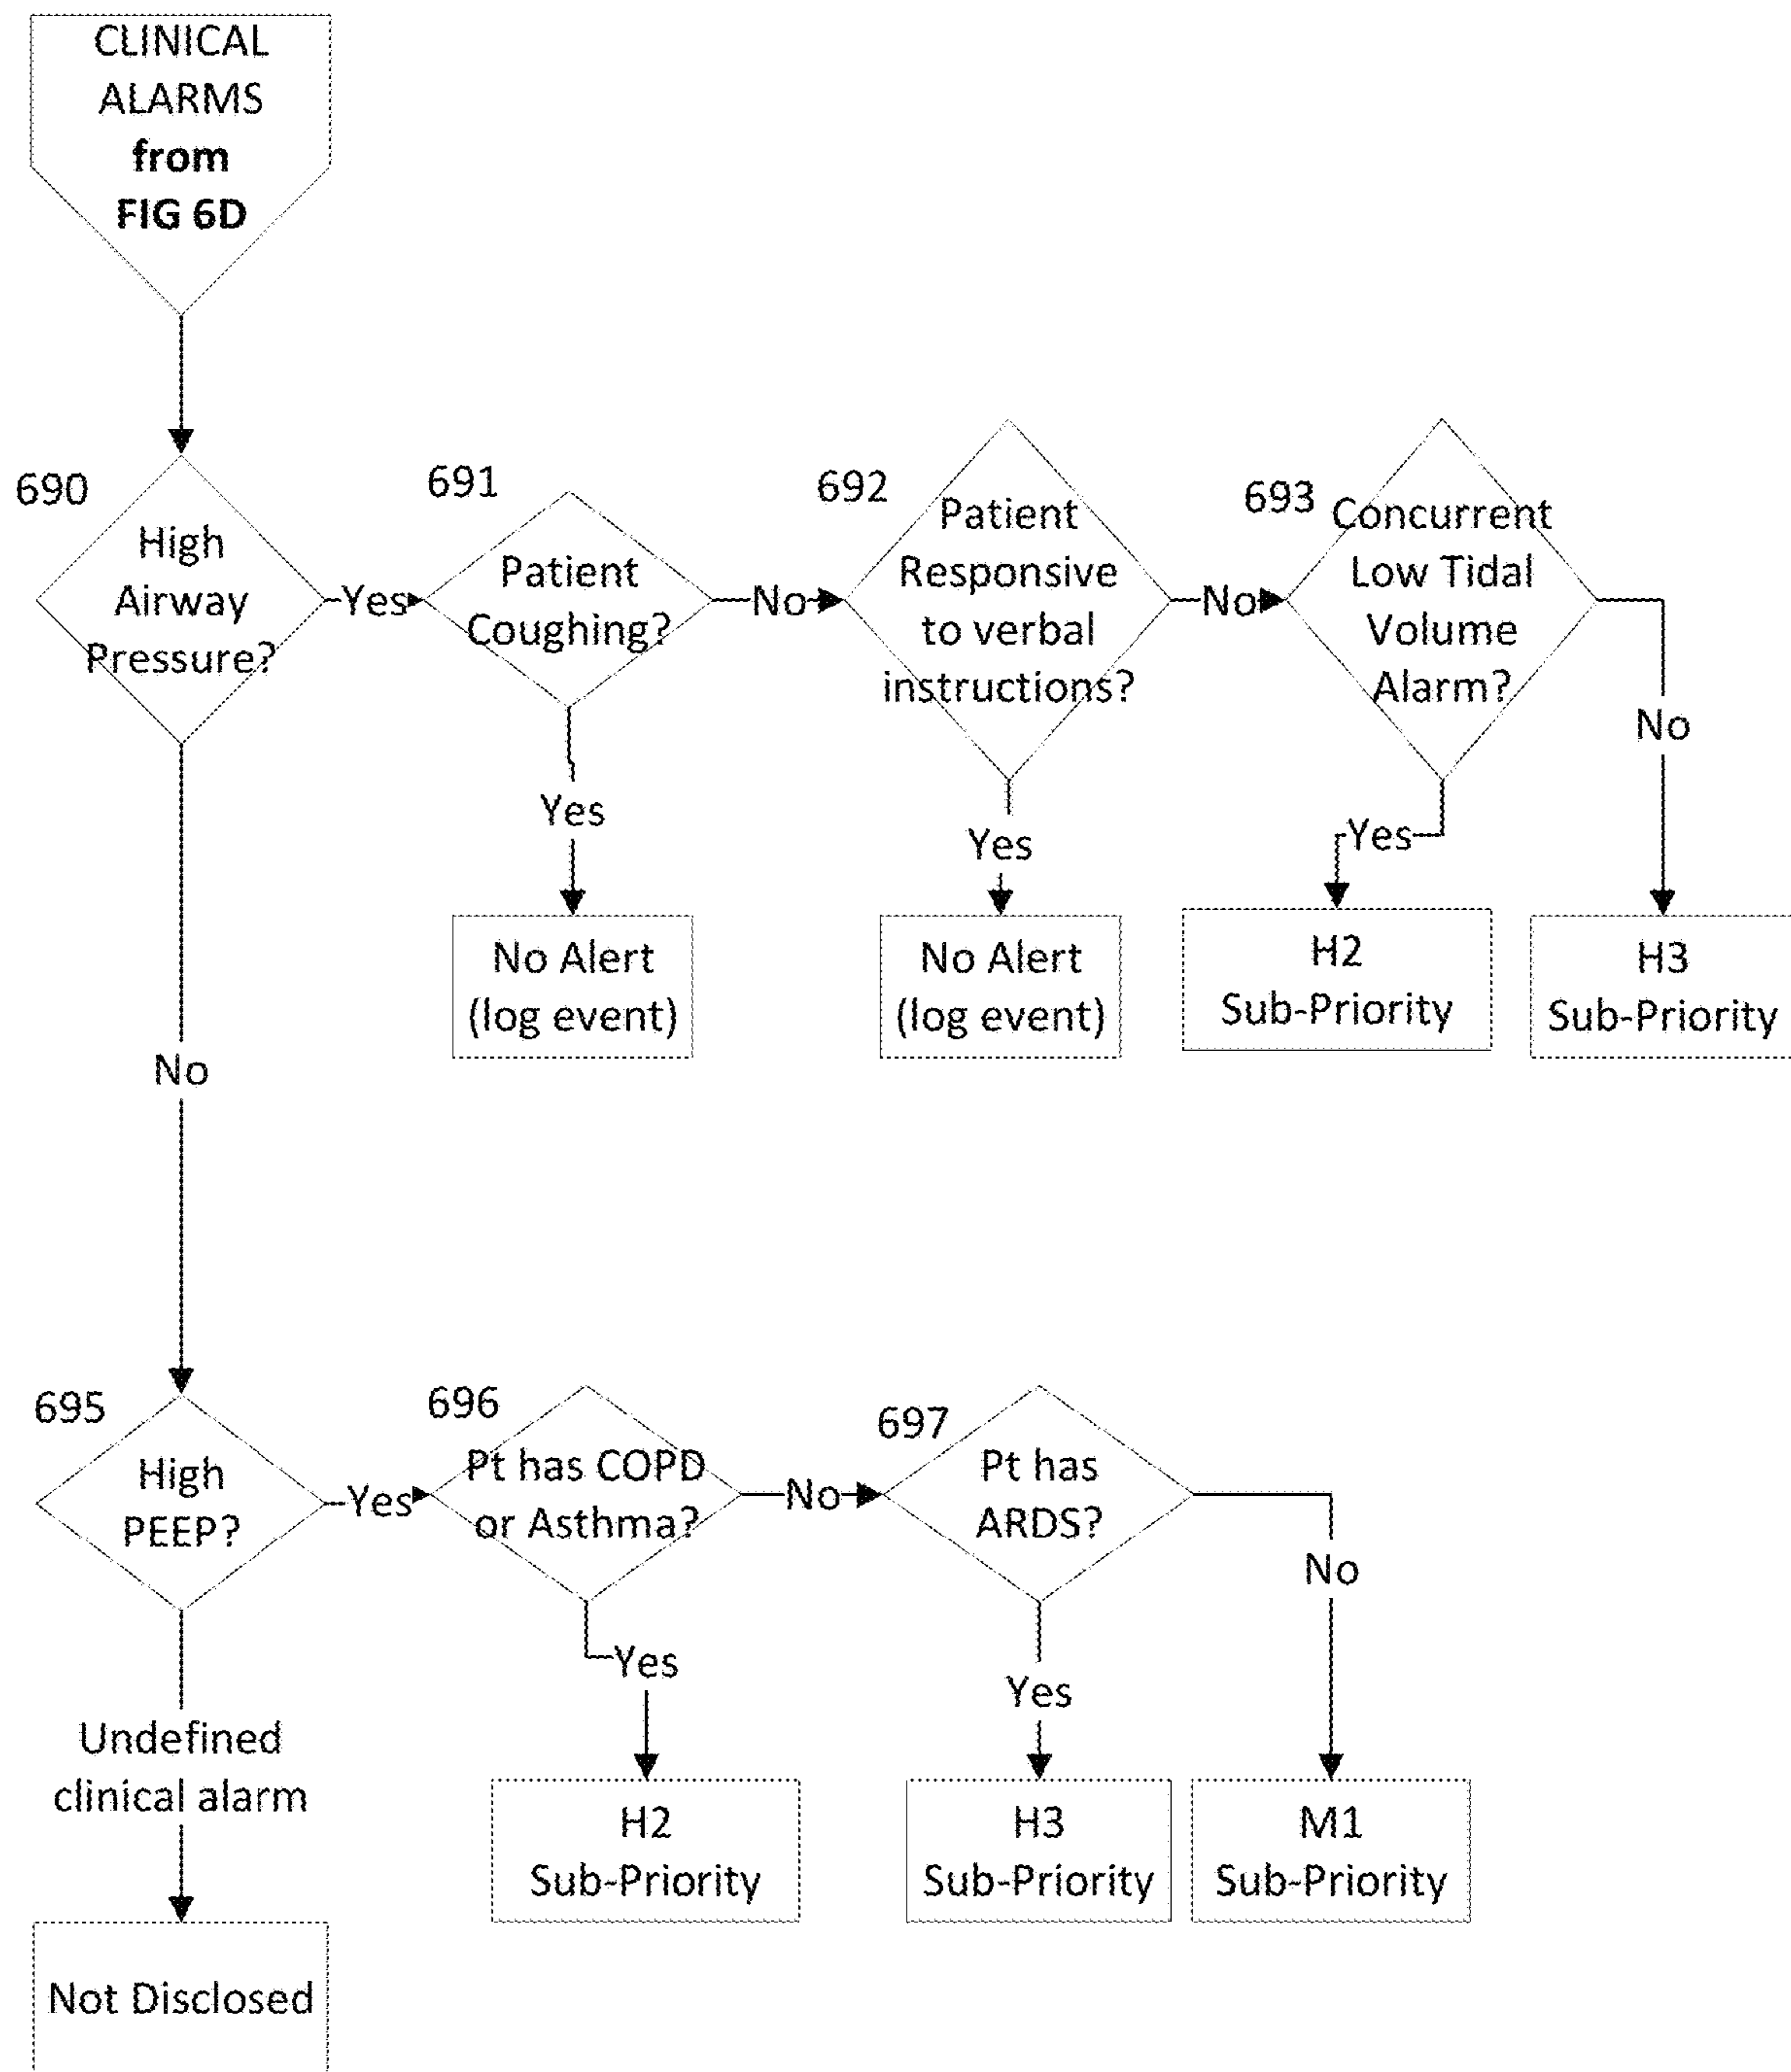 CLINICAL
ALARMS
from
FIG 6D
690
High
Airway
Pressure?
Yes
691
Patient
Coughing?
No
692
Patient
Responsive
to verbal
instructions?
No
693
Concurrent
Low Tidal
Volume
Alarm?
No
Yes
Yes
Yes
No Alert
(log event)
No Alert
(log event)
H2
Sub-Priority
H3
Sub-Priority
No
695
High
PEEP?
Yes
696
Pt has COPD
or Asthma?
No
697
Pt has
ARDS?
No
Yes
Yes
Undefined
clinical alarm
H2
Sub-Priority
H3
Sub-Priority
M1
Sub-Priority
Not Disclosed